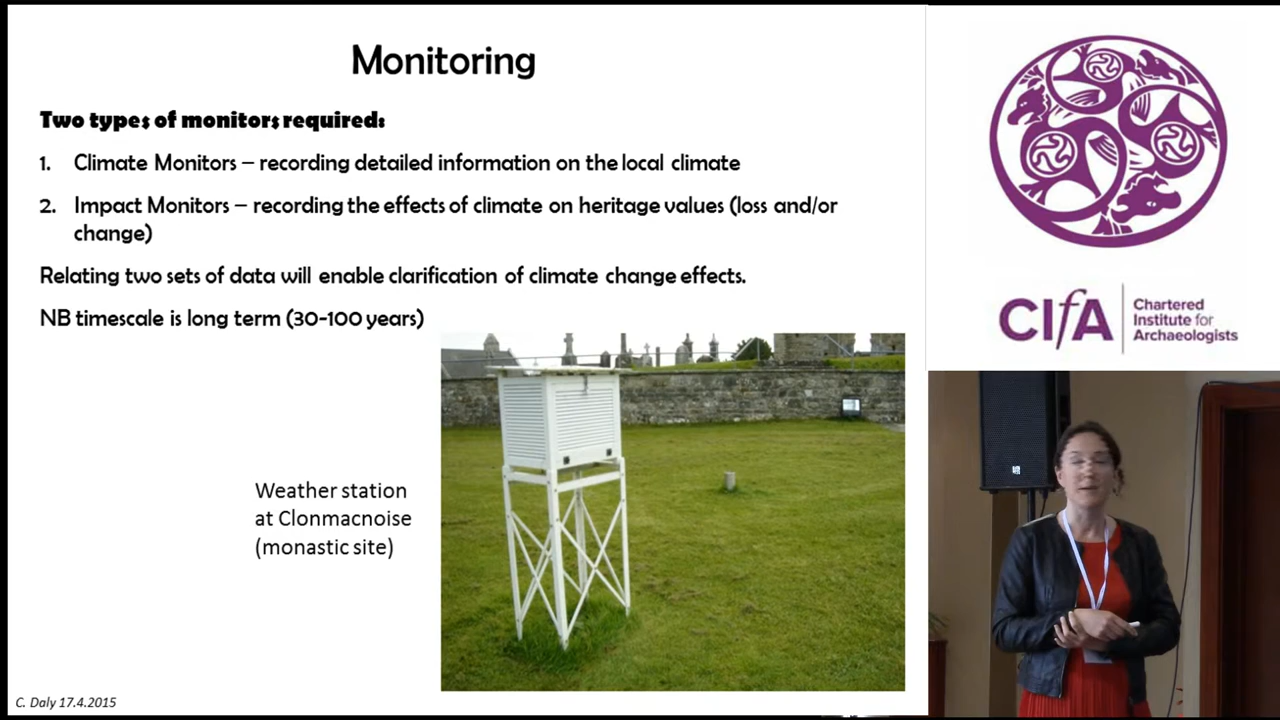 Monitoring
Two types of monitors required:
1. Climate Monitors – recording detailed information on the local climate
2. Impact Monitors – recording the effects of climate on heritage values (loss and/or
change)
Relating two sets of data will enable clarification of climate change effects.
NB timescale is long term (30-100 years)
Weather station
at Clonmacnoise
(monastic site)
C. Daly 17.4.2015
CIfA
Chartered
Institute for
Archaeologists